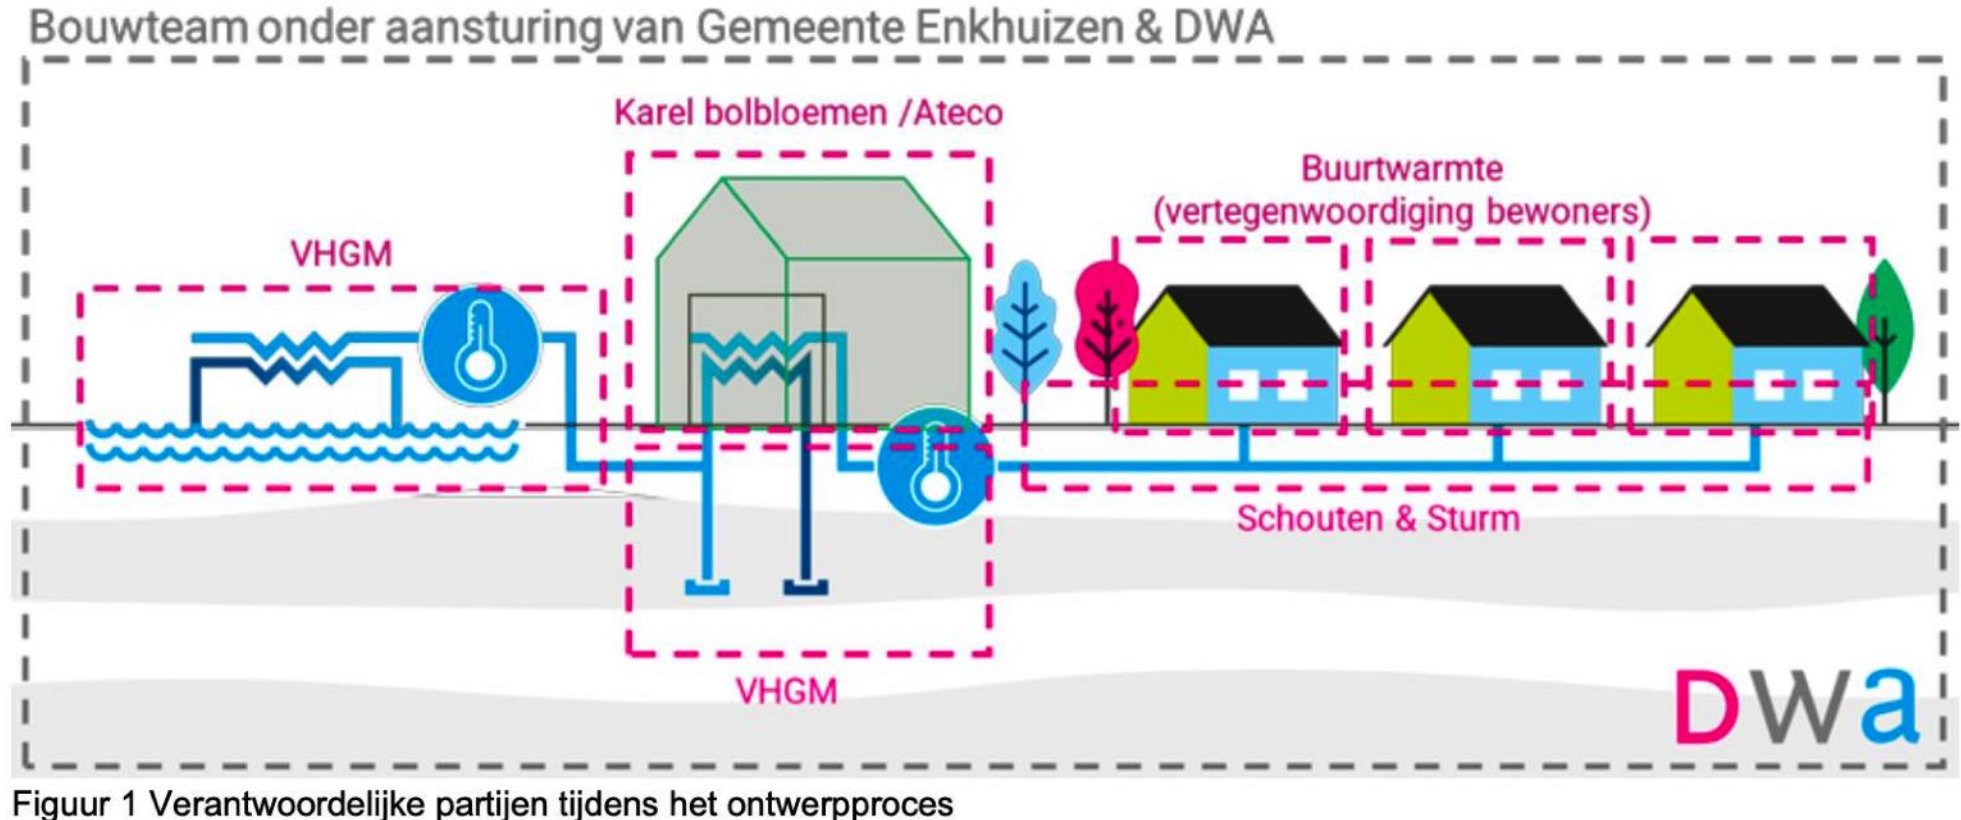 Bouwteam onder aansturing van Gemeente Enkhuizen & DWA
Karel bolbloemen /Ateco
Buurtwarmte
(vertegenwoordiging bewoners)
VHGM
Schouten & Sturm
VHGM
DWa
Figuur 1 Verantwoordelijke partijen tijdens het ontwerpproces